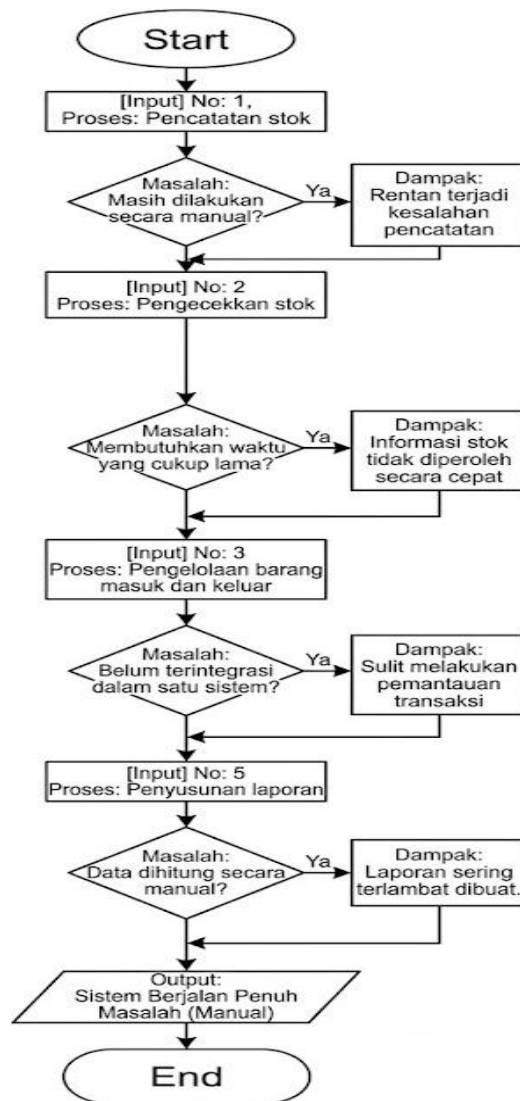 Start
[Input] No: 1,
Proses: Pencatatan stok
Masalah:
Masih dilakukan
secara manual?
Ya
Dampak:
Rentan terjadi
kesalahan
pencatatan
[Input] No: 2
Proses: Pengecekkan stok
Masalah:
Membutuhkan waktu
yang cukup lama?
Ya
Dampak:
Informasi stok
tidak diperoleh
secara cepat
[Input] No: 3
Proses: Pengelolaan barang
masuk dan keluar
Masalah:
Belum terintegrasi
dalam satu sistem?
Ya
Dampak:
Sulit melakukan
pemantauan
transaksi
[Input] No: 5
Proses: Penyusunan laporan
Masalah:
Data dihitung secara
manual?
Ya
Dampak:
Laporan sering
terlambat dibuat.
Output:
Sistem Berjalan Penuh
Masalah (Manual)
End